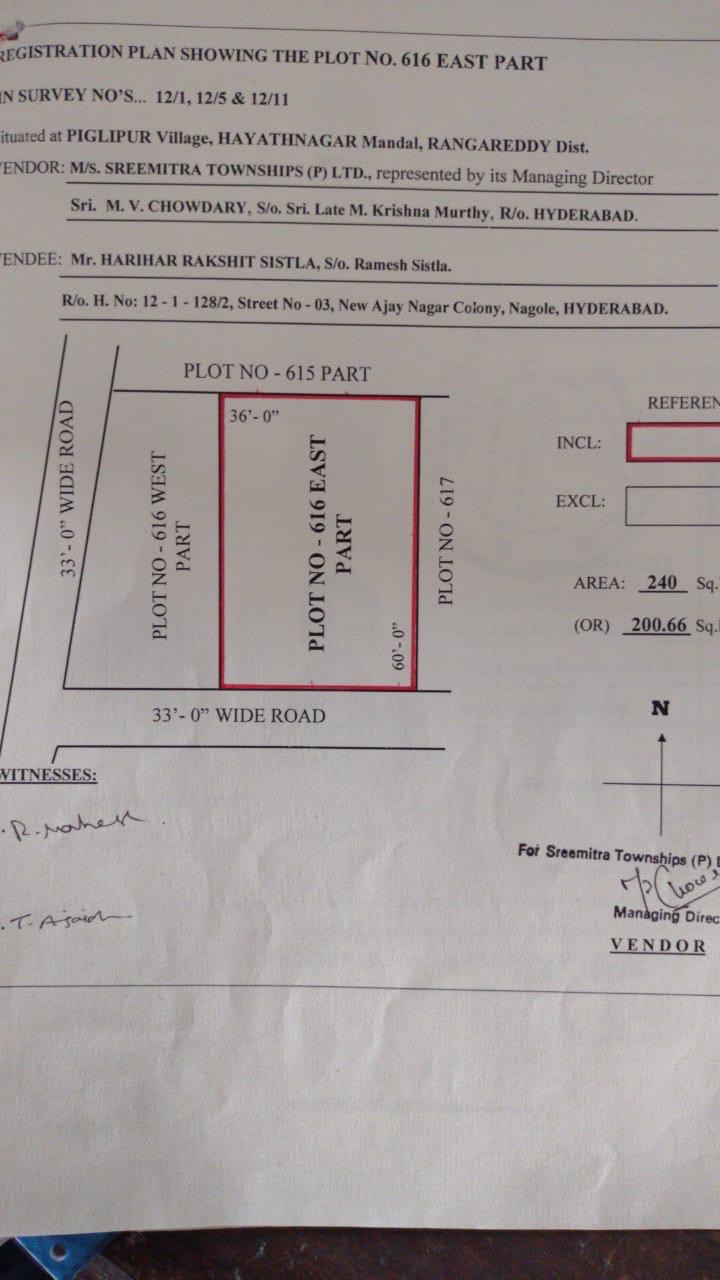 REGISTRATION PLAN SHOWING THE PLOT NO. 616 EAST PART
IN SURVEY NO'S... 12/1, 12/5 & 12/11
ituated at PIGLIPUR Village, HAYATHNAGAR Mandal, RANGAREDDY Dist.
VENDOR: M/S. SREEMITRA TOWNSHIPS (P) LTD., represented by its Managing Director
Sri. M. V. CHOWDARY, S/o. Sri. Late M. Krishna Murthy, R/o. HYDERABAD.
VENDEE: Mr. HARIHAR RAKSHIT SISTLA, S/o. Ramesh Sistla.
R/o. H. No: 12 - 1 - 128/2, Street No - 03, New Ajay Nagar Colony, Nagole, HYDERABAD.
PLOT NO - 615 PART
33'- 0" WIDE ROAD
PLOT NO - 616 WEST
PART
36'- 0"
PLOT NO - 616 EAST
PART
60'- 0"
PLOT NO - 617
33'- 0" WIDE ROAD
REFEREN
INCL:
EXCL:
AREA: 240 Sq.
(OR) 200.66 Sq.
N
WITNESSES:
For Sreemitra Townships (P)
Managing Direc
VENDOR